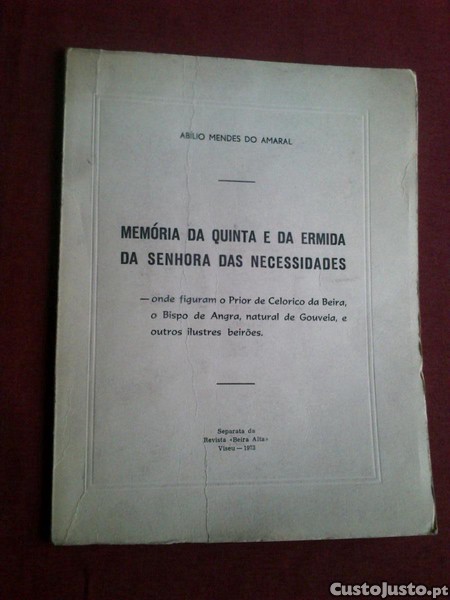 ABÍLIO MENDES DO AMARAL
MEMÓRIA DA QUINTA E DA ERMIDA
DA SENHORA DAS NECESSIDADES
— onde figuram o Prior de Celorico da Beira,
o Bispo de Angra, natural de Gouveia, e
outros ilustres beirões.
Separata da
Revista «Beira Alta»
Viseu — 1973
CustoJusto.pt